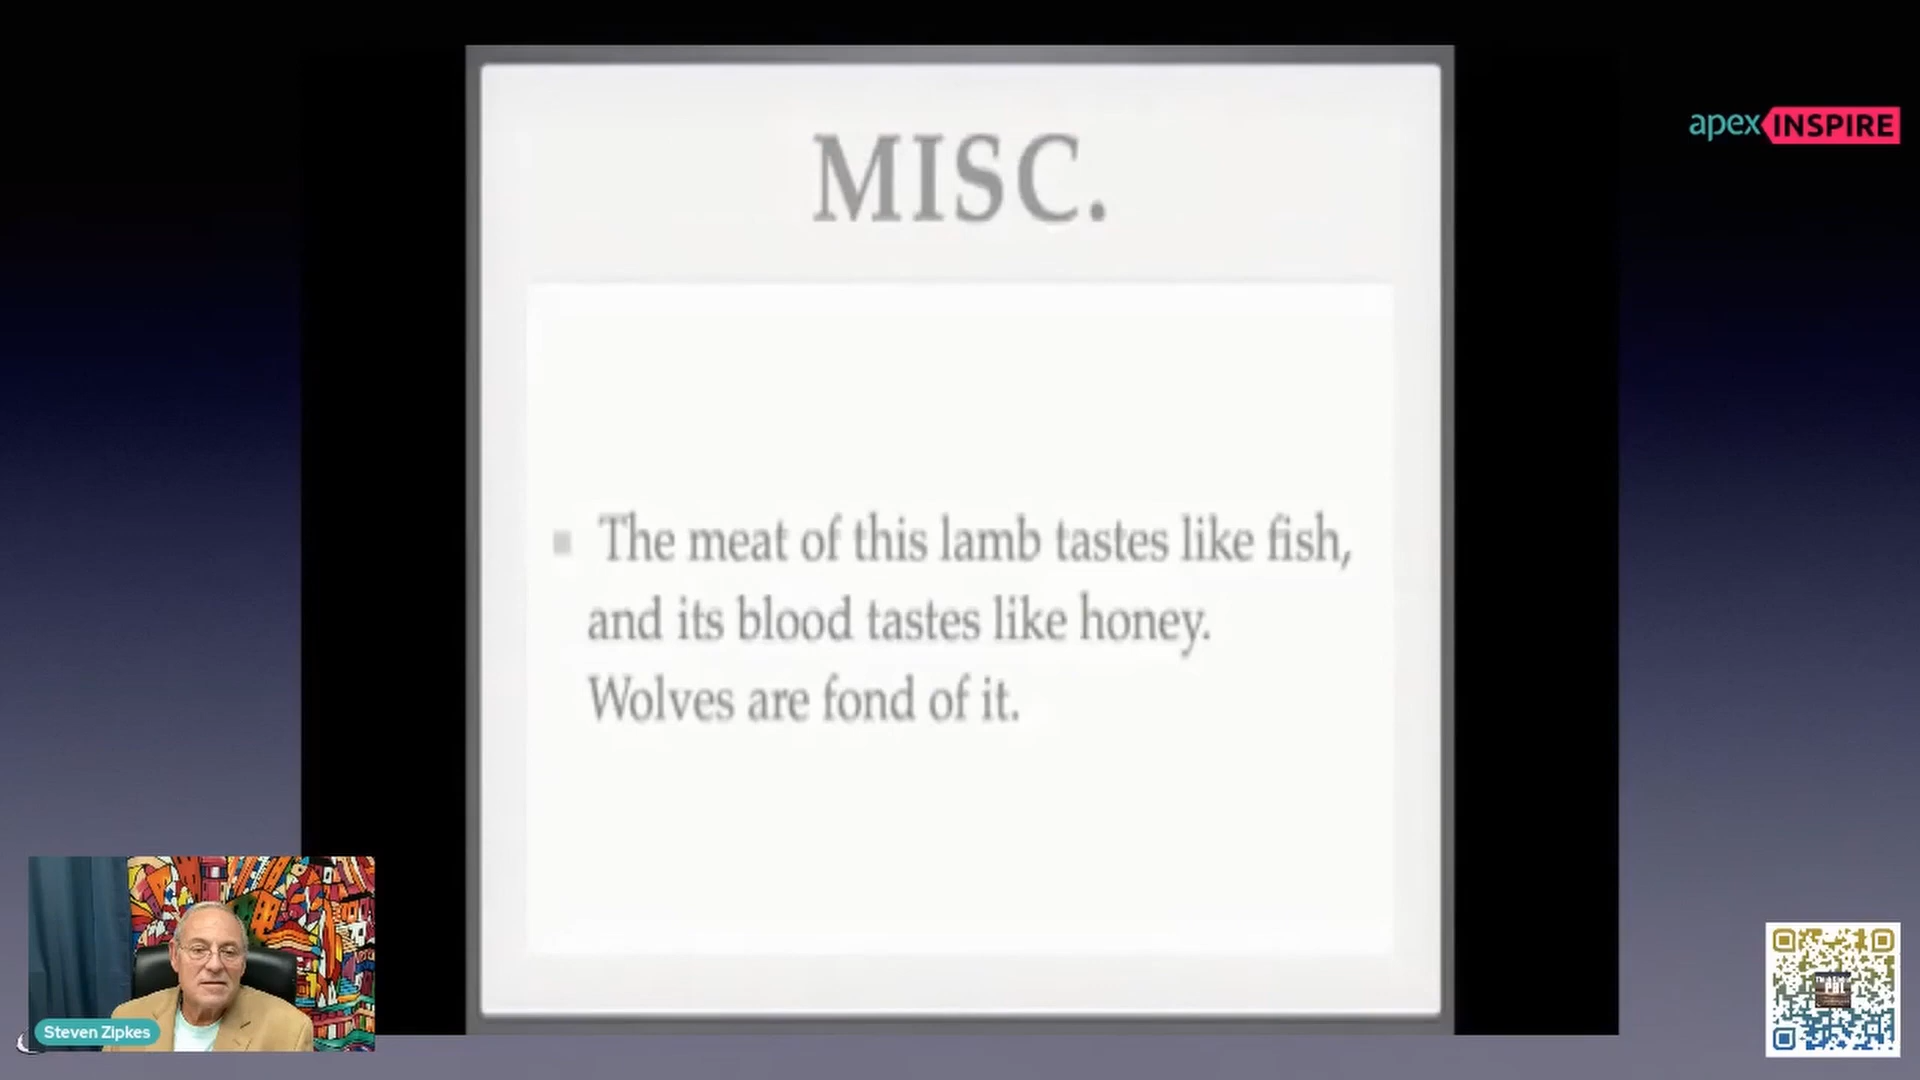 MISC.
apex INSPIRE
The meat of this lamb tastes like fish,
and its blood tastes like honey.
Wolves are fond of it.
Steven Zipkes